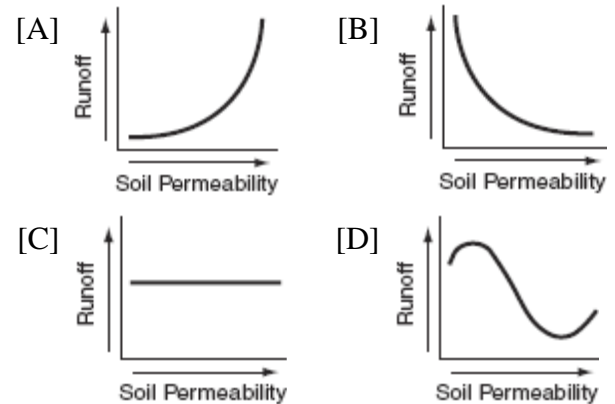 [A]
Runoff
Soil Permeability
[B]
Runoff
Soil Permeability
[C]
Runoff
Soil Permeability
[D]
Runoff
Soil Permeability